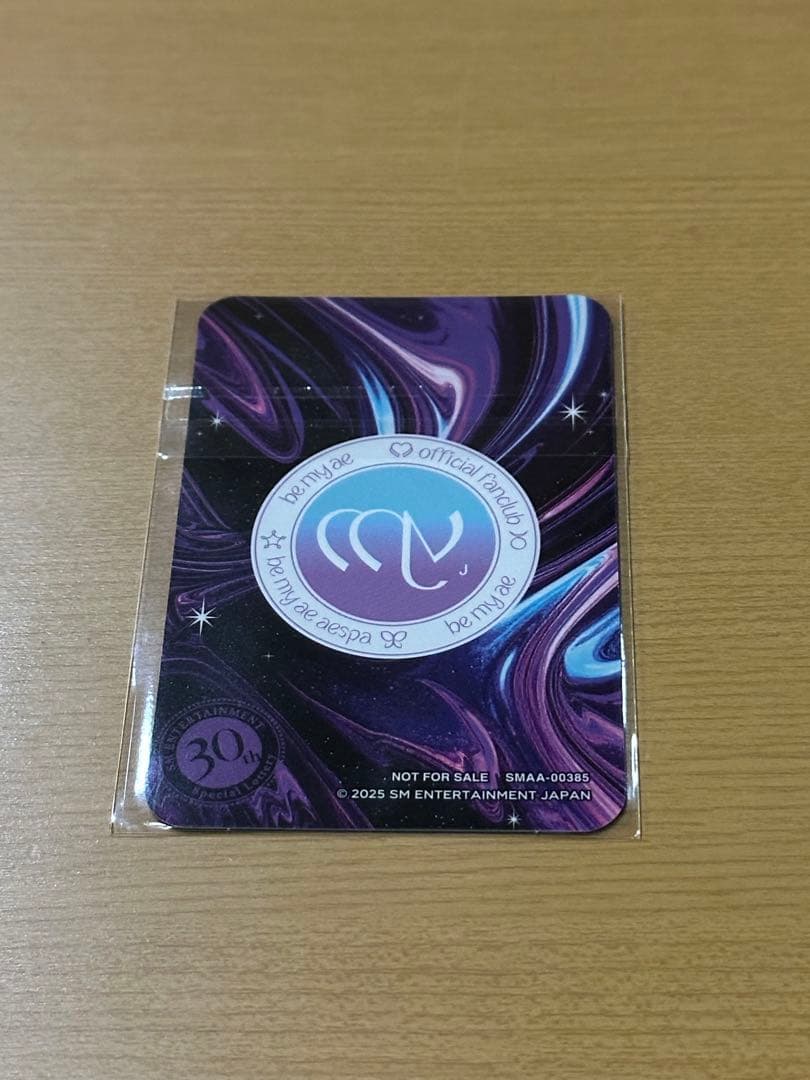 be my ae ♡ official fanclub
be my ae aespa
be my ae
MY
J
SM ENTERTAINMENT
30th
Special Lottery
NOT FOR SALE SMAA-00385
© 2025 SM ENTERTAINMENT JAPAN